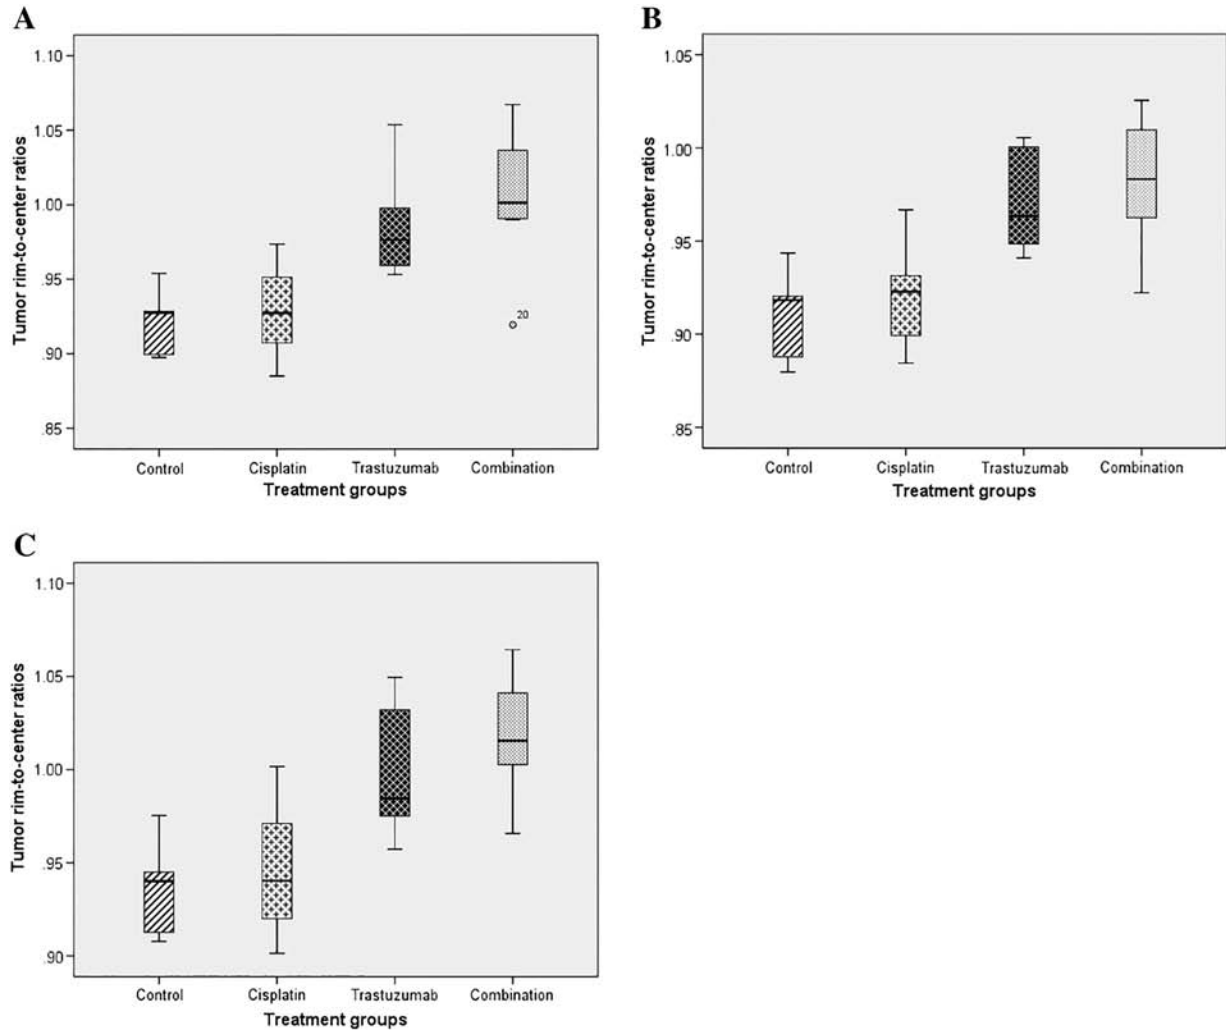 A
Tumor rim-to-center ratios
1.10
1.05
1.00
.95
.90
.85
20
Control
Cisplatin
Trastuzumab
Combination
Treatment groups
B
Tumor rim-to-center ratios
1.05
1.00
.95
.90
.85
Control
Cisplatin
Trastuzumab
Combination
Treatment groups
C
Tumor rim-to-center ratios
1.10
1.05
1.00
.95
.90
Control
Cisplatin
Trastuzumab
Combination
Treatment groups